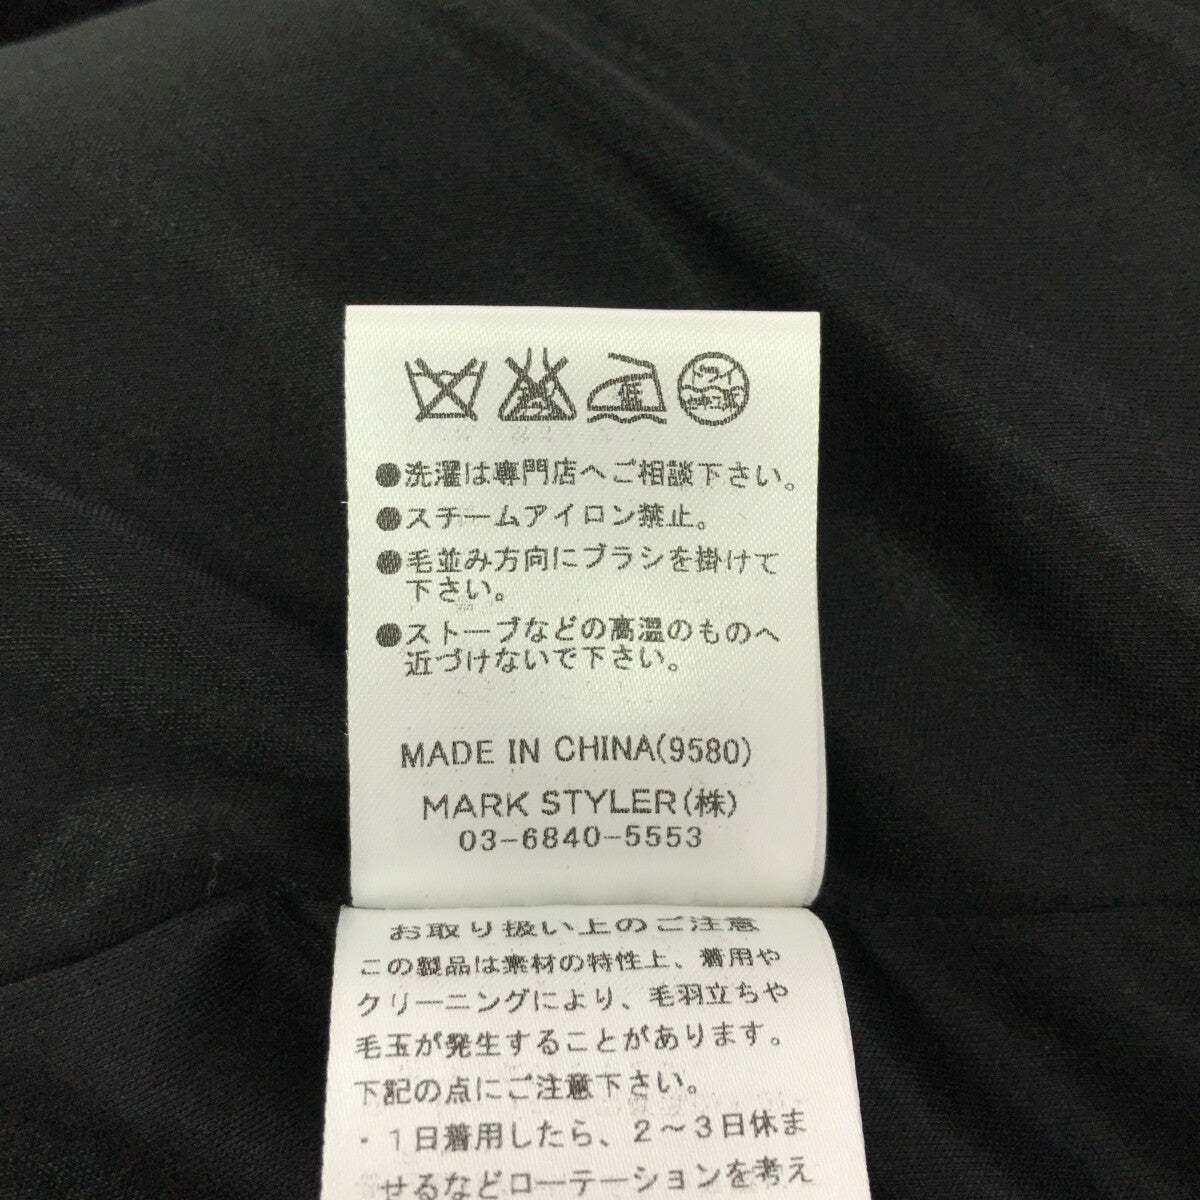 低
ドライ
●洗濯は専門店へご相談下さい。
●スチームアイロン禁止。
●毛並み方向にブラシを掛けて
下さい。
●ストーブなどの高温のものへ
近づけないで下さい。
MADE IN CHINA(9580)
MARK STYLER(株)
03-6840-5553
お取り扱い上のご注意
この製品は素材の特性上、着用や
クリーニングにより、毛羽立ちや
毛玉が発生することがあります。
下記の点にご注意下さい。
・1日着用したら、2〜3日休ま
せるなどローテーションを考え